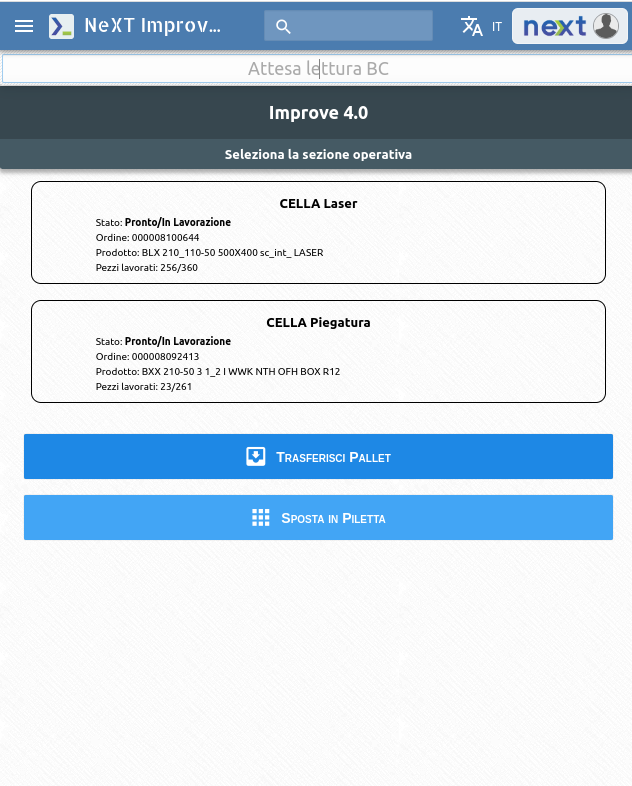 NeXT Improv...
IT
next
Attesa lettura BC
Improve 4.0
Seleziona la sezione operativa
CELLA Laser
Stato: Pronto/In Lavorazione
Ordine: 000008100644
Prodotto: BLX 210_110-50 500X400 sc_int_ LASER
Pezzi lavorati: 256/360
CELLA Piegatura
Stato: Pronto/In Lavorazione
Ordine: 000008092413
Prodotto: BXX 210-50 3 1_2 I WWK NTH OFH BOX R12
Pezzi lavorati: 23/261
Trasferisci Pallet
Sposta in Piletta